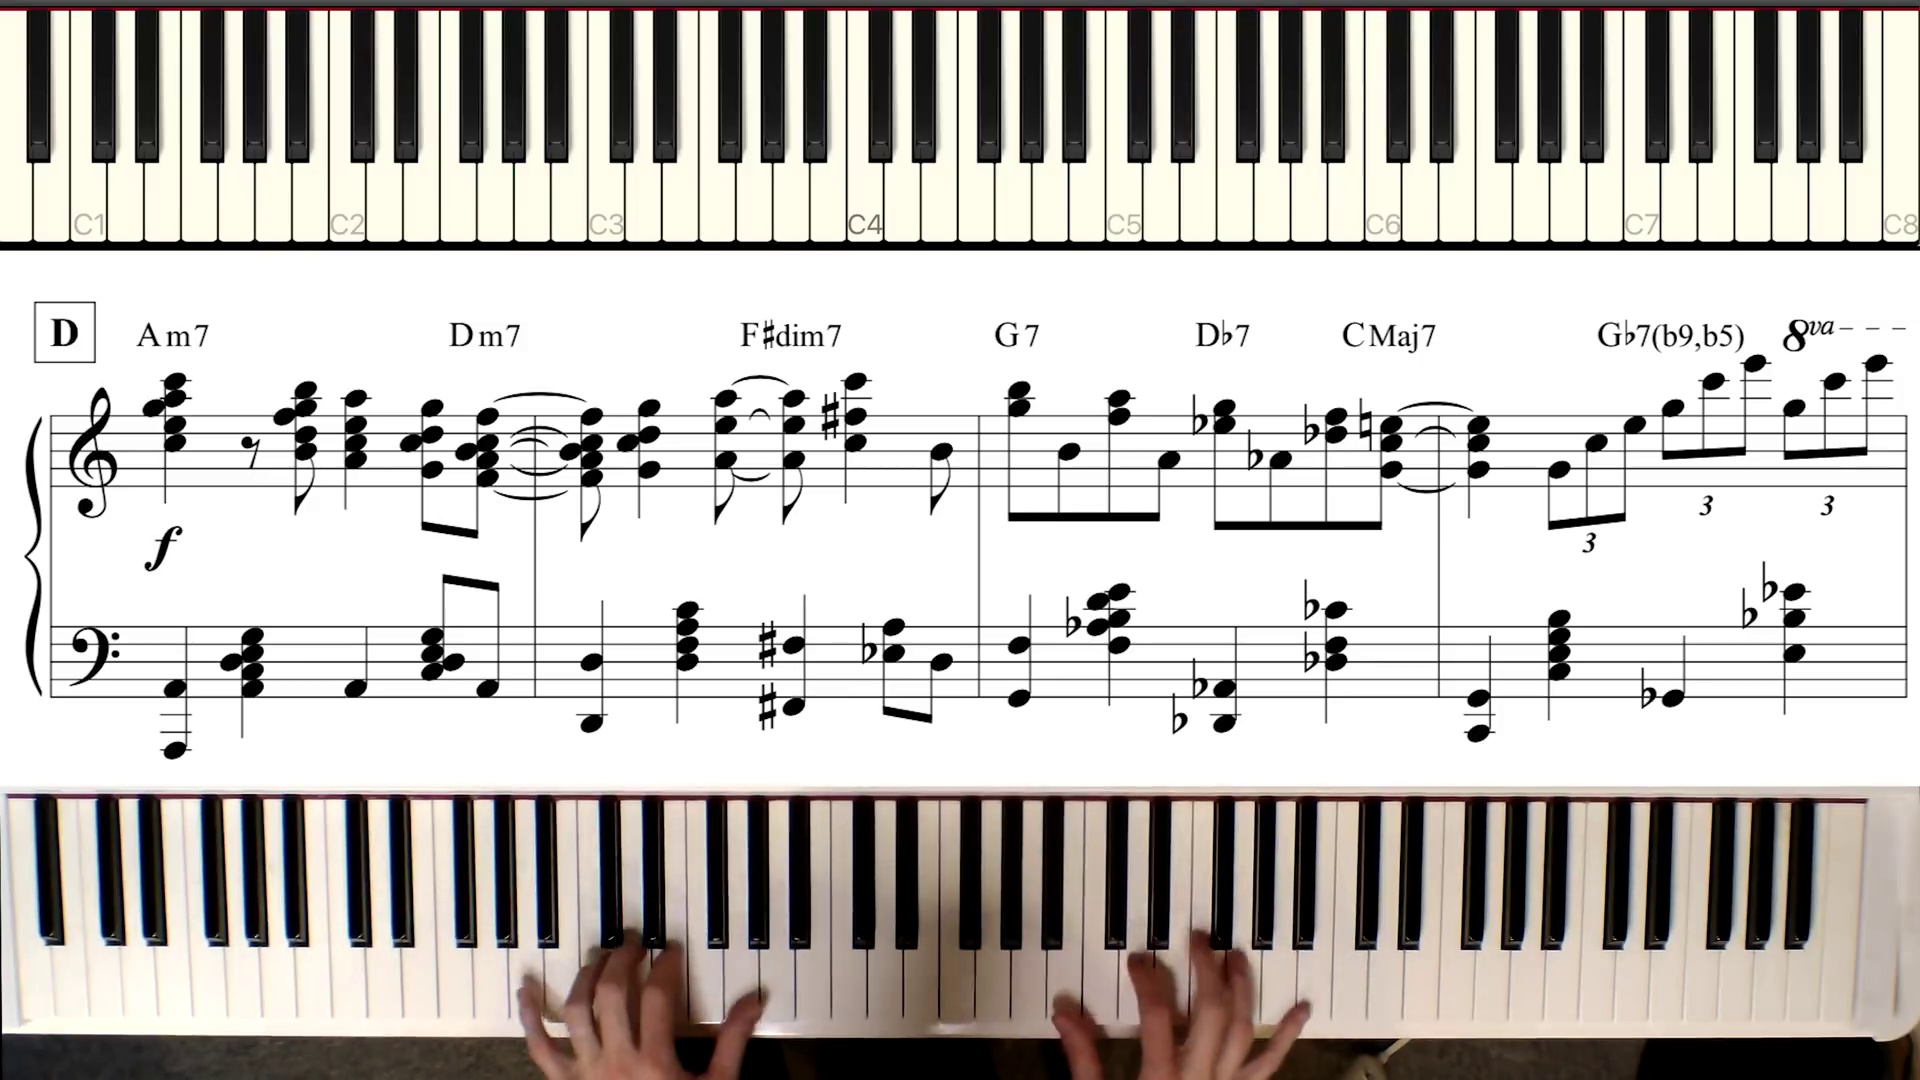 C1 C2 C3 C4 C5 C6 C7 C8
D Am7 Dm7 F♯dim7 G7 D♭7 CMaj7 G♭7(b9,b5) 8va
3 3
f 3